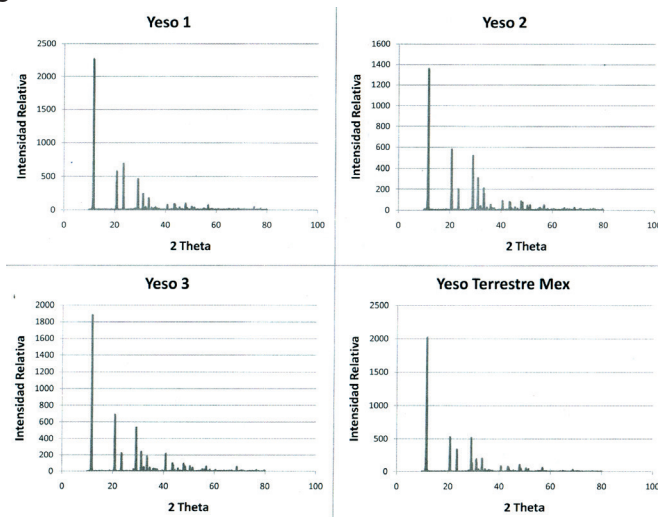 Yeso 1
Intensidad Relativa
2500
2000
1500
1000
500
0
0 20 40 60 80 100
2 Theta
Yeso 2
Intensidad Relativa
1600
1400
1200
1000
800
600
400
200
0
0 20 40 60 80 100
2 Theta
Yeso 3
Intensidad Relativa
2000
1800
1600
1400
1200
1000
800
600
400
200
0
0 20 40 60 80 100
2 Theta
Yeso Terrestre Mex
Intensidad Relativa
2500
2000
1500
1000
500
0
0 20 40 60 80 100
2 Theta